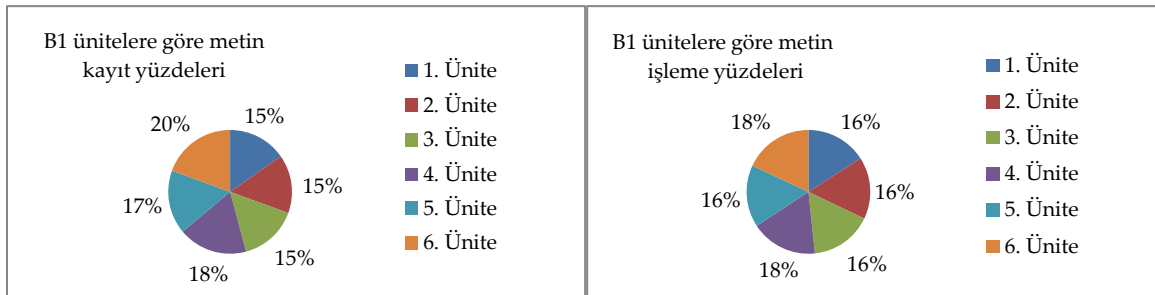 B1 ünitelere göre metin
kayıt yüzdeleri
1. Ünite
2. Ünite
3. Ünite
4. Ünite
5. Ünite
6. Ünite
15%
15%
15%
18%
17%
20%
B1 ünitelere göre metin
işleme yüzdeleri
1. Ünite
2. Ünite
3. Ünite
4. Ünite
5. Ünite
6. Ünite
16%
16%
16%
18%
16%
18%